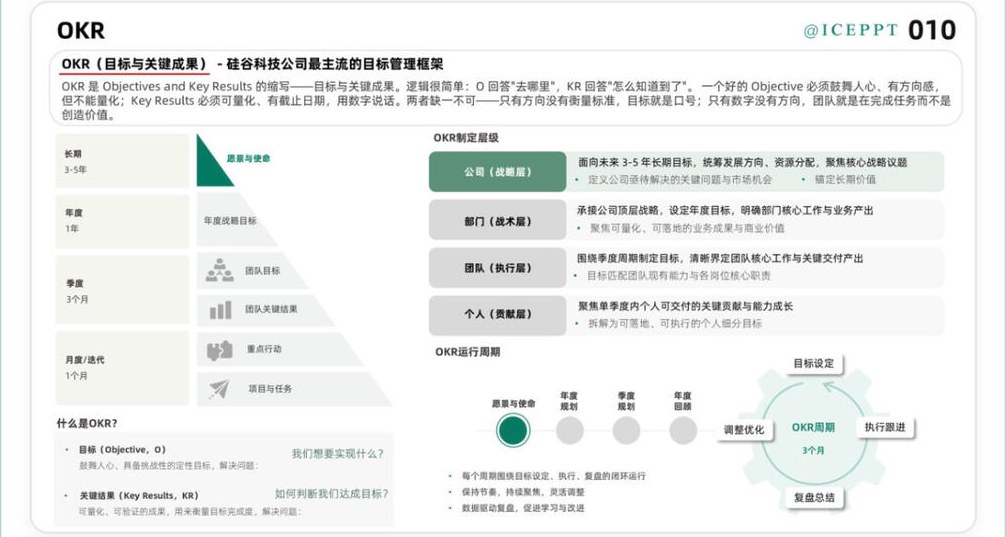 OKR
@ICEPPT 010
OKR（目标与关键成果） - 硅谷科技公司最主流的目标管理框架
OKR 是 Objectives and Key Results 的缩写——目标与关键成果。逻辑很简单：O 回答"去哪里"，KR 回答"怎么知道到了"。 一个好的 Objective 必须鼓舞人心、有方向感，
但不能量化；Key Results 必须可量化、有截止日期，用数字说话。两者缺一不可——只有方向没有衡量标准，目标就是口号；只有数字没有方向，团队就是在完成任务而不是
创造价值。
长期
3-5年
愿景与使命
年度
1年
年度战略目标
季度
3个月
团队目标
团队关键结果
月度/迭代
1个月
重点行动
项目与任务
什么是OKR?
• 目标（Objective，O）
鼓舞人心、具备挑战性的定性目标，解决问题：
我们想要实现什么？
• 关键结果（Key Results，KR）
可量化、可验证的成果，用来衡量目标完成度，解决问题：
如何判断我们达成目标？
OKR制定层级
公司（战略层）
面向未来 3-5 年长期目标，统筹发展方向、资源分配，聚焦核心战略议题
• 定义公司亟待解决的关键问题与市场机会 • 锚定长期价值
部门（战术层）
承接公司顶层战略，设定年度目标，明确部门核心工作与业务产出
• 聚焦可量化、可落地的业务成果与商业价值
团队（执行层）
围绕季度周期制定目标，清晰界定团队核心工作与关键交付产出
• 目标匹配团队现有能力与各岗位核心职责
个人（贡献层）
聚焦单季度内个人可交付的关键贡献与能力成长
• 拆解为可落地、可执行的个人细分目标
OKR运行周期
愿景与使命
年度
规划
季度
规划
年度
回顾
• 每个周期围绕目标设定、执行、复盘的闭环运行
• 保持节奏，持续聚焦，灵活调整
• 数据驱动复盘，促进学习与改进
目标设定
调整优化
OKR周期
3个月
执行跟进
复盘总结